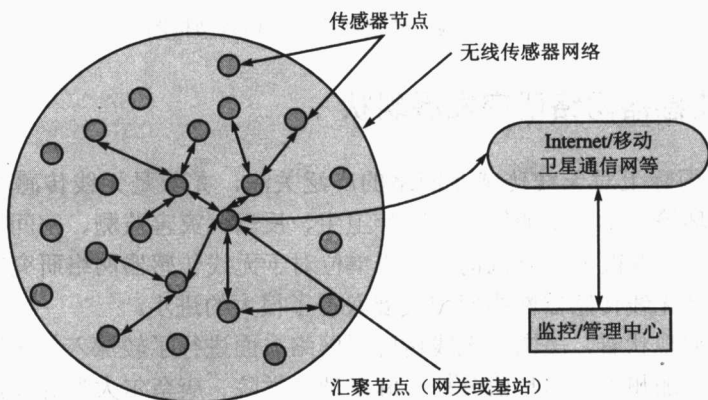 传感器节点
无线传感器网络
Internet/移动
卫星通信网等
监控/管理中心
汇聚节点（网关或基站）